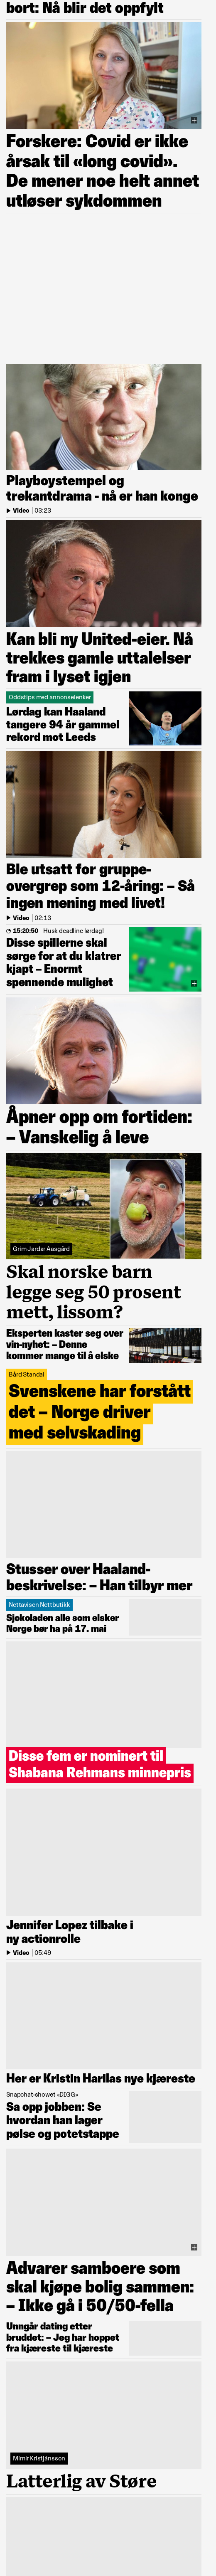 bort: Nå blir det oppfylt
Forskere: Covid er ikke
årsak til «long covid».
De mener noe helt annet
utløser sykdommen
Playboystempel og
trekantdrama - nå er han konge
Video | 03:23
Kan bli ny United-eier. Nå
trekkes gamle uttalelser
fram i lyset igjen
Oddstips med annonselenker
Lørdag kan Haaland
tangere 94 år gammel
rekord mot Leeds
Ble utsatt for gruppe-
overgrep som 12-åring: – Så
ingen mening med livet!
Video | 02:13
15:20:50 | Husk deadline lørdag!
Disse spillerne skal
sørge for at du klatrer
kjapt – Enormt
spennende mulighet
Åpner opp om fortiden:
– Vanskelig å leve
Grim Jardar Aasgård
Skal norske barn
legge seg 50 prosent
mett, lissom?
Eksperten kaster seg over
vin-nyhet: – Denne
kommer mange til å elske
Bård Standal
Svenskene har forstått
det – Norge driver
med selvskading
Stusser over Haaland-
beskrivelse: – Han tilbyr mer
Nettavisen Nettbutikk
Sjokoladen alle som elsker
Norge bør ha på 17. mai
Disse fem er nominert til
Shabana Rehmans minnepris
Jennifer Lopez tilbake i
ny actionrolle
Video | 05:49
Her er Kristin Harilas nye kjæreste
Snapchat-showet «DIGG»
Sa opp jobben: Se
hvordan han lager
pølse og potetstappe
Advarer samboere som
skal kjøpe bolig sammen:
– Ikke gå i 50/50-fella
Unngår dating etter
bruddet: – Jeg har hoppet
fra kjæreste til kjæreste
Mímir Kristjánsson
Latterlig av Støre